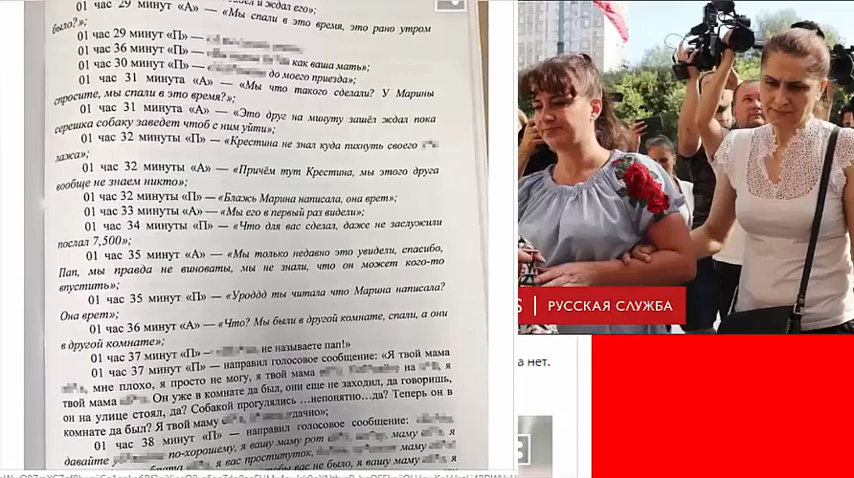 01 час 29 минут «А» — «Мы спали в это время, это рано утром
было?»;
01 час 29 минут «П» —
01 час 36 минут «П» — как ваша мать»;
01 час 30 минут «П» — до моего приезда»;
01 час 31 минута «А» — «Мы что такого сделали? У Марины
спросите, мы спали в это время?»;
01 час 31 минута «А» — «Это друг на минуту зашёл ждал пока
серешка собаку заведет чтоб с ним уйти»;
01 час 32 минуты «П» — «Крестина не знал куда пихнуть своего
лажа»;
01 час 32 минуты «А» — «Причём тут Крестина, мы этого друга
вообще не знаем никто»;
01 час 32 минуты «П» — «Блажь Марина написала, она врет»;
01 час 33 минуты «А» — «Мы его в первый раз видели»;
01 час 34 минуты «П» — «Что для вас сделал, даже не заслужили
послал 7,500»;
01 час 35 минут «А» — «Мы только недавно это увидели, спасибо,
Пап, мы правда не виноваты, мы не знали, что он может кого-то
впустить»;
01 час 35 минут «П» — «Уроддд ты читала что Марина написала?
Она врет»;
01 час 36 минут «А» — «Что? Мы были в другой комнате, спали, а они
в другой комнате»;
01 час 37 минут «П» — не называете пап!»;
01 час 37 минут «П» — направил голосовое сообщение: «Я твой мама
мне плохо, я просто не могу, я твой мама на я
твой мама Он уже в комнате да был, они еще не заходил, да говоришь,
он на улице стоял, да? Собакой прогулялись …непонятно…да? Теперь он в
комнате да был? Я твой маму
01 час 38 минут «П» — направил голосовое сообщение:
давайте по-хорошему, я вашу маму рот маму я
я вас проституток, маму
чтобы вас не было, я вашу маму я
S | РУССКАЯ СЛУЖБА
а нет.